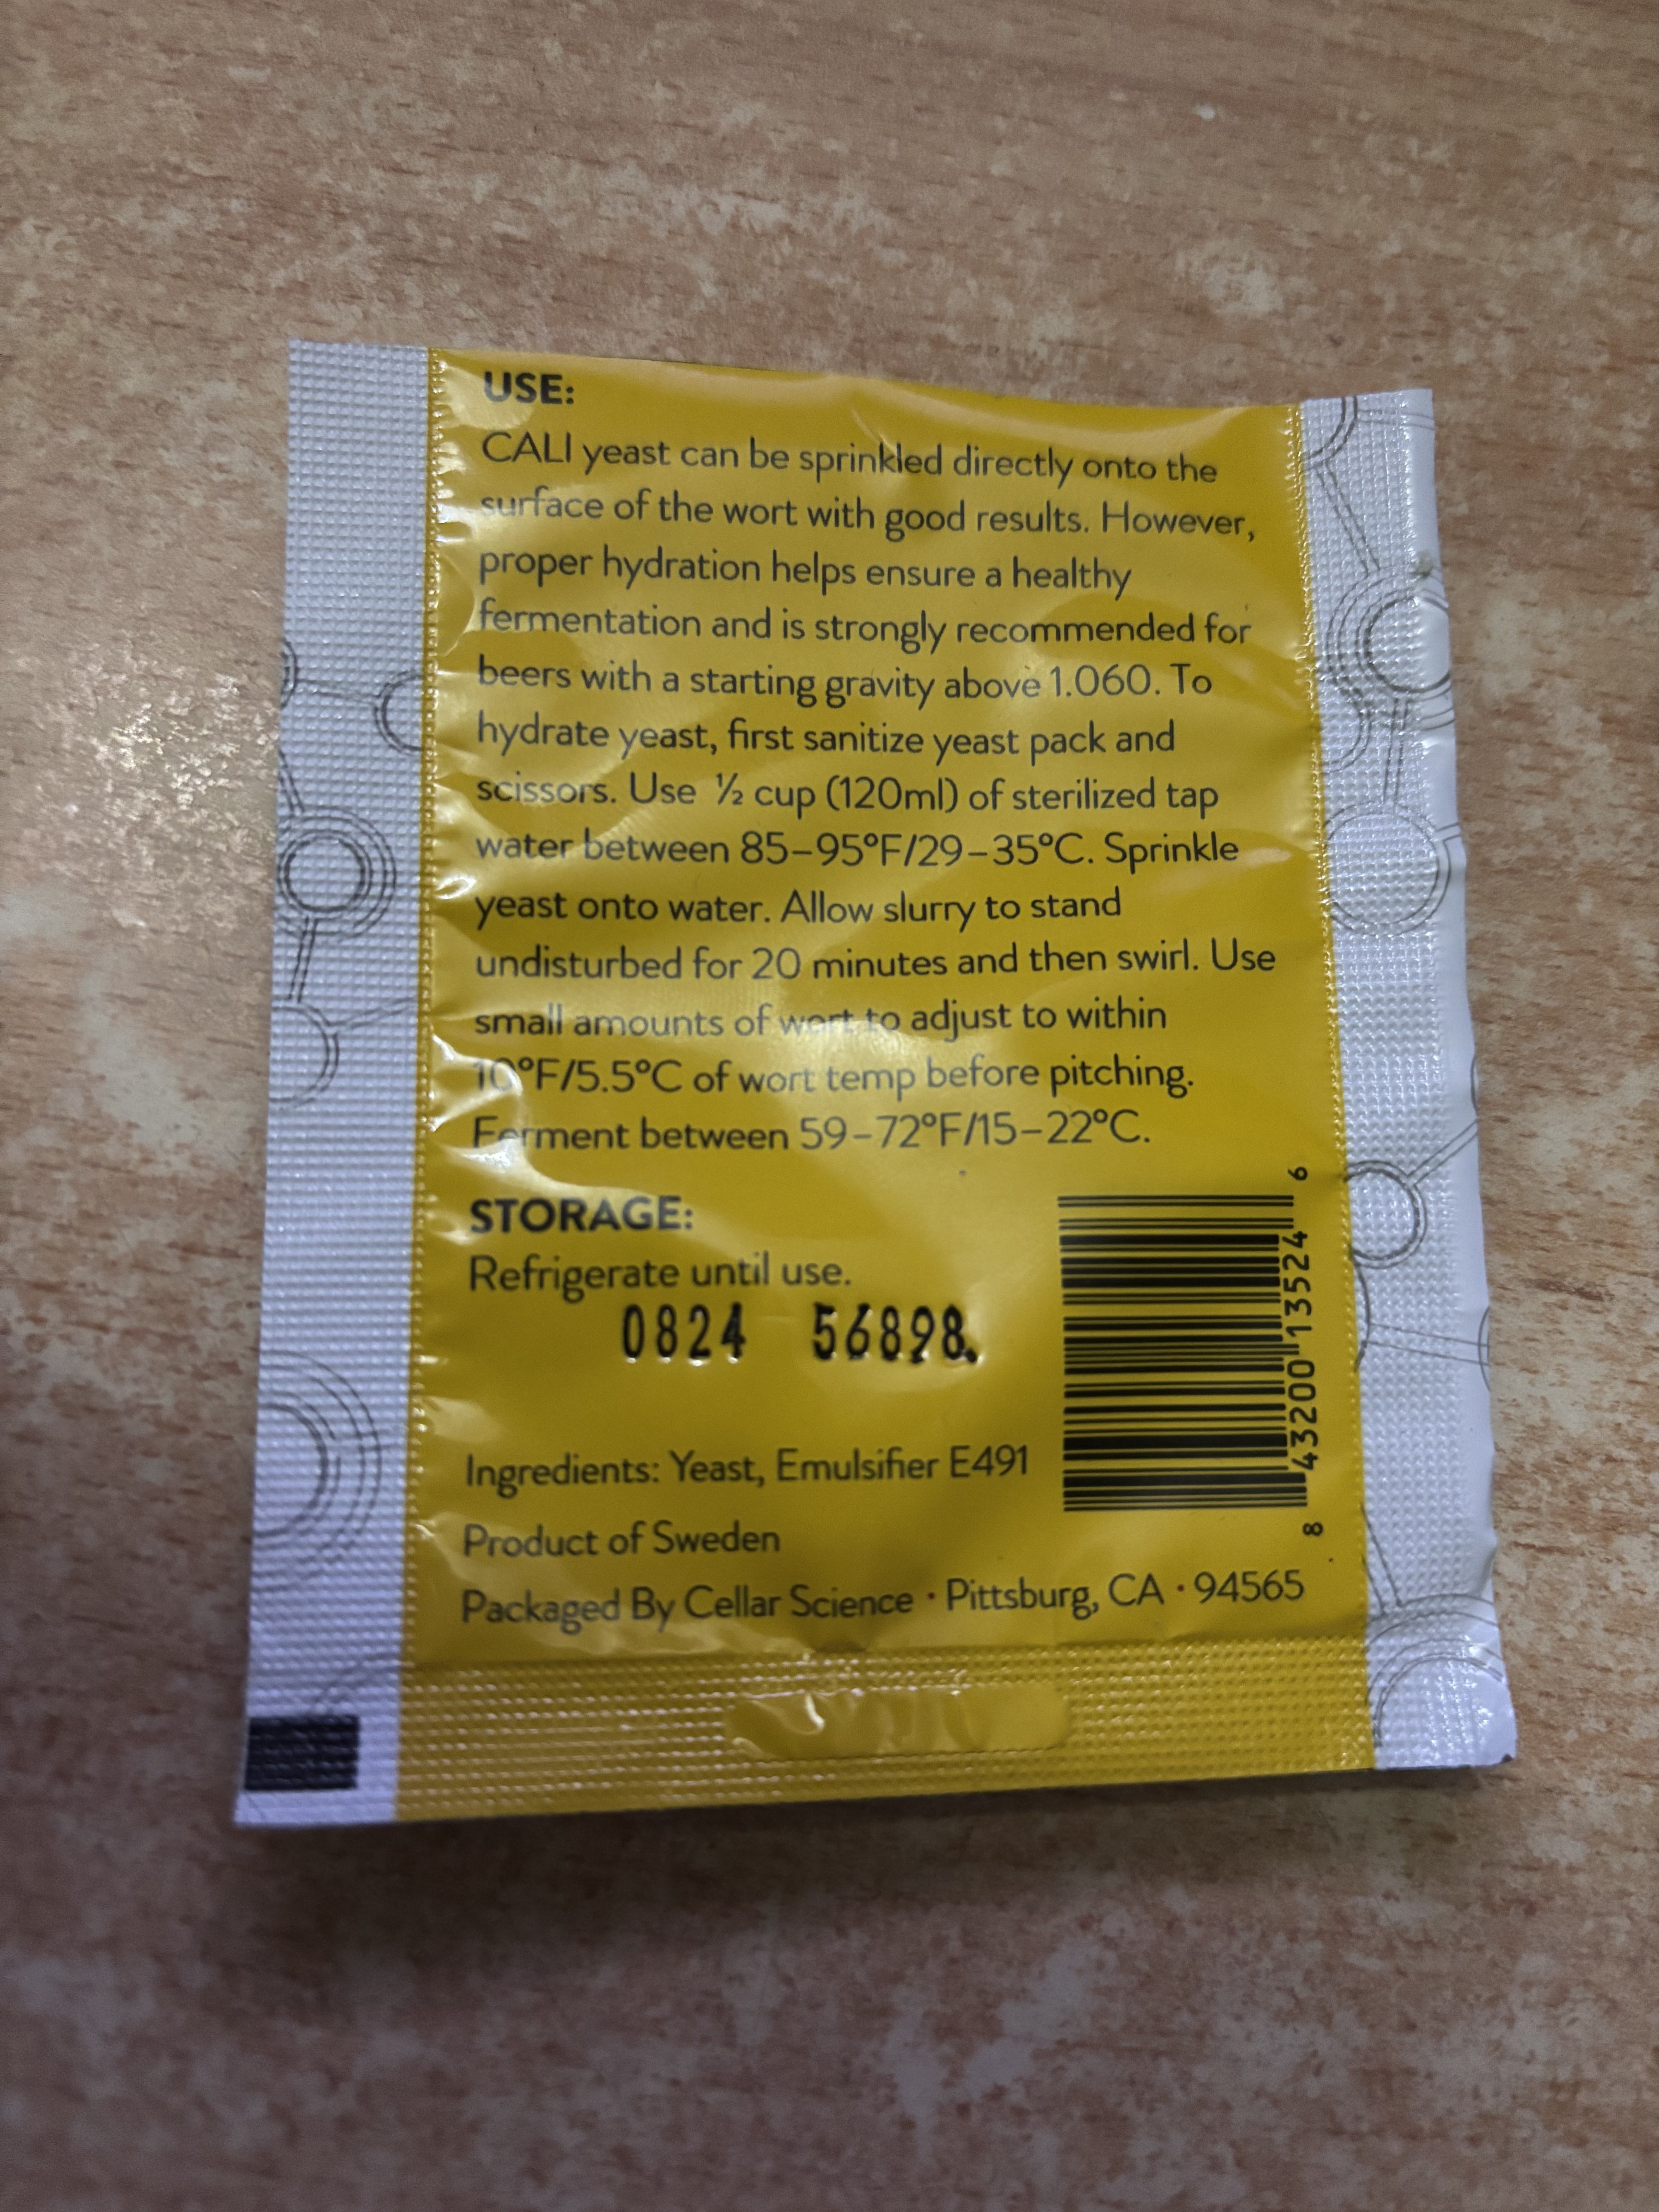 USE:
CALI yeast can be sprinkled directly onto the
surface of the wort with good results. However,
proper hydration helps ensure a healthy
fermentation and is strongly recommended for
beers with a starting gravity above 1.060. To
hydrate yeast, first sanitize yeast pack and
scissors. Use ½ cup (120ml) of sterilized tap
water between 85–95°F/29–35°C. Sprinkle
yeast onto water. Allow slurry to stand
undisturbed for 20 minutes and then swirl. Use
small amounts of wort to adjust to within
10°F/5.5°C of wort temp before pitching.
Ferment between 59–72°F/15–22°C.
STORAGE:
Refrigerate until use.
0824 56898.
8 43200 13524 6
Ingredients: Yeast, Emulsifier E491
Product of Sweden
Packaged By Cellar Science · Pittsburg, CA · 94565